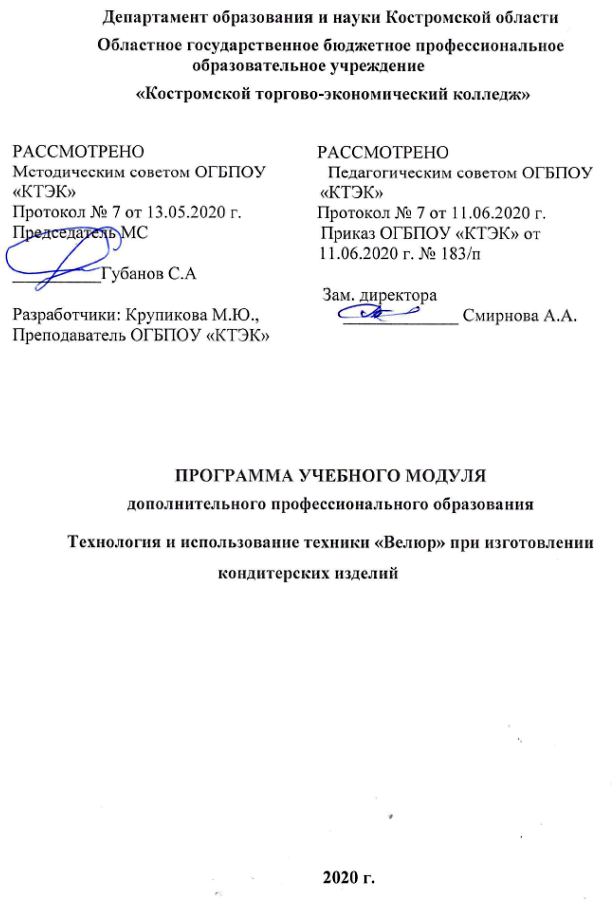 Департамент образования и науки Костромской области
Областное государственное бюджетное профессиональное
образовательное учреждение
«Костромской торгово-экономический колледж»
РАССМОТРЕНО
Методическим советом ОГБПОУ
«КТЭК»
Протокол № 7 от 13.05.2020 г.
Председатель МС
____________Губанов С.А
Разработчики: Крупикова М.Ю.,
Преподаватель ОГБПОУ «КТЭК»
РАССМОТРЕНО
Педагогическим советом ОГБПОУ
«КТЭК»
Протокол № 7 от 11.06.2020 г.
Приказ ОГБПОУ «КТЭК» от
11.06.2020 г. № 183/п
Зам. директора
_____________ Смирнова А.А.
ПРОГРАММА УЧЕБНОГО МОДУЛЯ
дополнительного профессионального образования
Технология и использование техники «Велюр» при изготовлении
кондитерских изделий
2020 г.